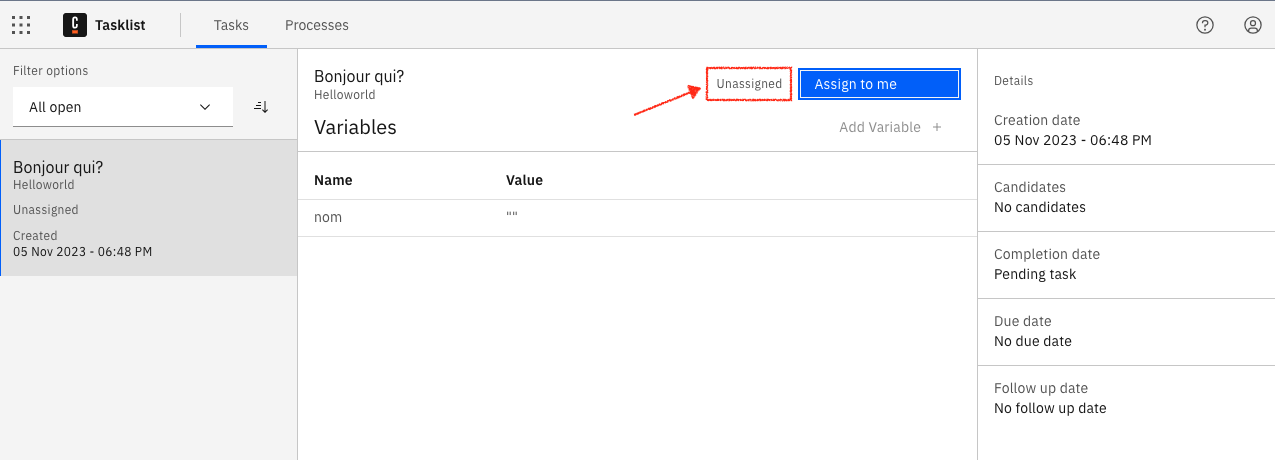 C Tasklist Tasks Processes
Filter options
All open
Bonjour qui?
Helloworld
Unassigned
Created
05 Nov 2023 - 06:48 PM
Bonjour qui?
Helloworld
Unassigned Assign to me
Variables Add Variable +
Name Value
nom ""
Details
Creation date
05 Nov 2023 - 06:48 PM
Candidates
No candidates
Completion date
Pending task
Due date
No due date
Follow up date
No follow up date